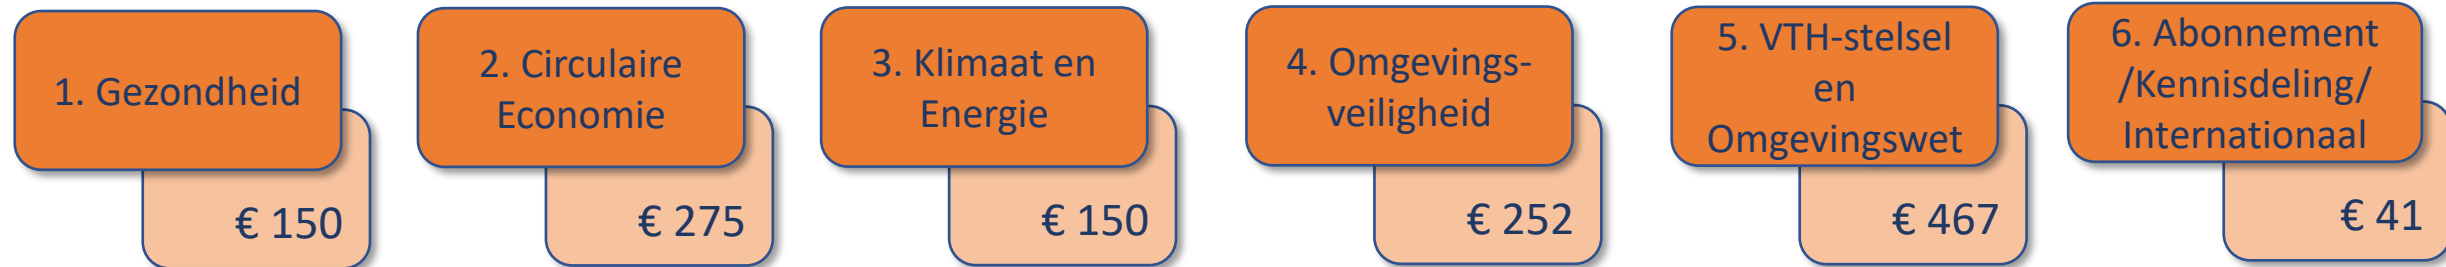 1. Gezondheid
€ 150
2. Circulaire
Economie
€ 275
3. Klimaat en
Energie
€ 150
4. Omgevings-
veiligheid
€ 252
5. VTH-stelsel
en
Omgevingswet
€ 467
6. Abonnement
/Kennisdeling/
Internationaal
€ 41